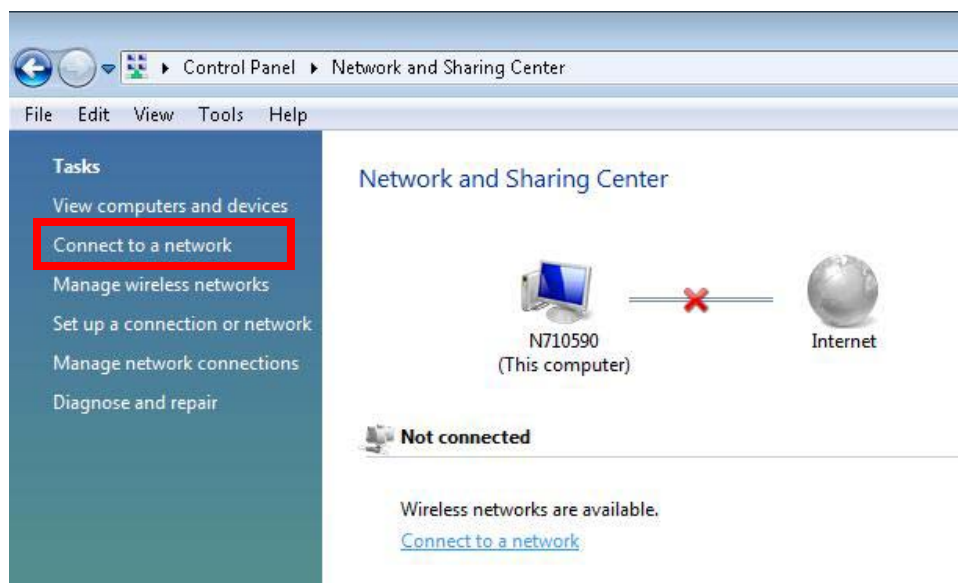 Control Panel Network and Sharing Center
File Edit View Tools Help
Tasks
View computers and devices
Connect to a network
Manage wireless networks
Set up a connection or network
Manage network connections
Diagnose and repair
Network and Sharing Center
N710590
(This computer)
Internet
Not connected
Wireless networks are available.
Connect to a network